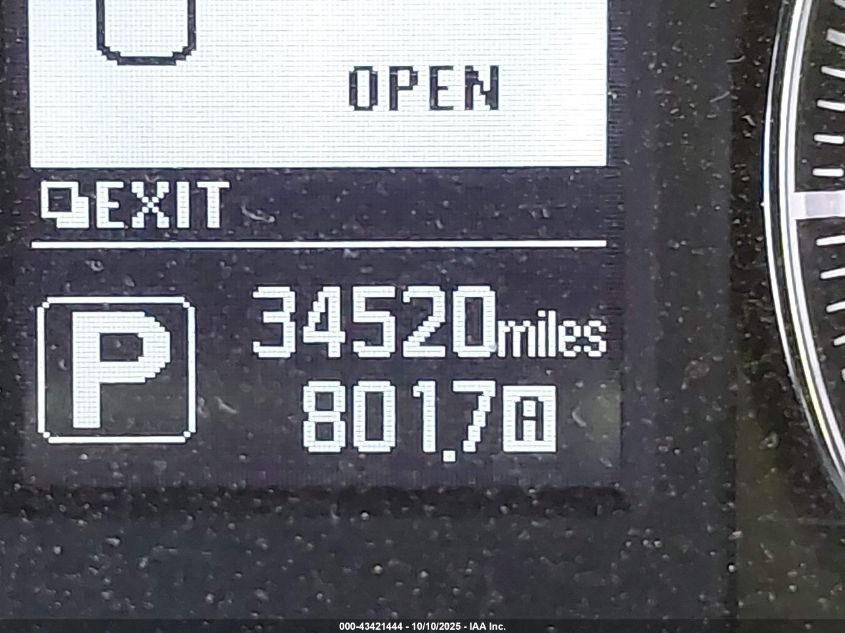 OPEN
EXIT
P
34520miles
801.7A
000-43421444 - 10/10/2025 - IAA Inc.